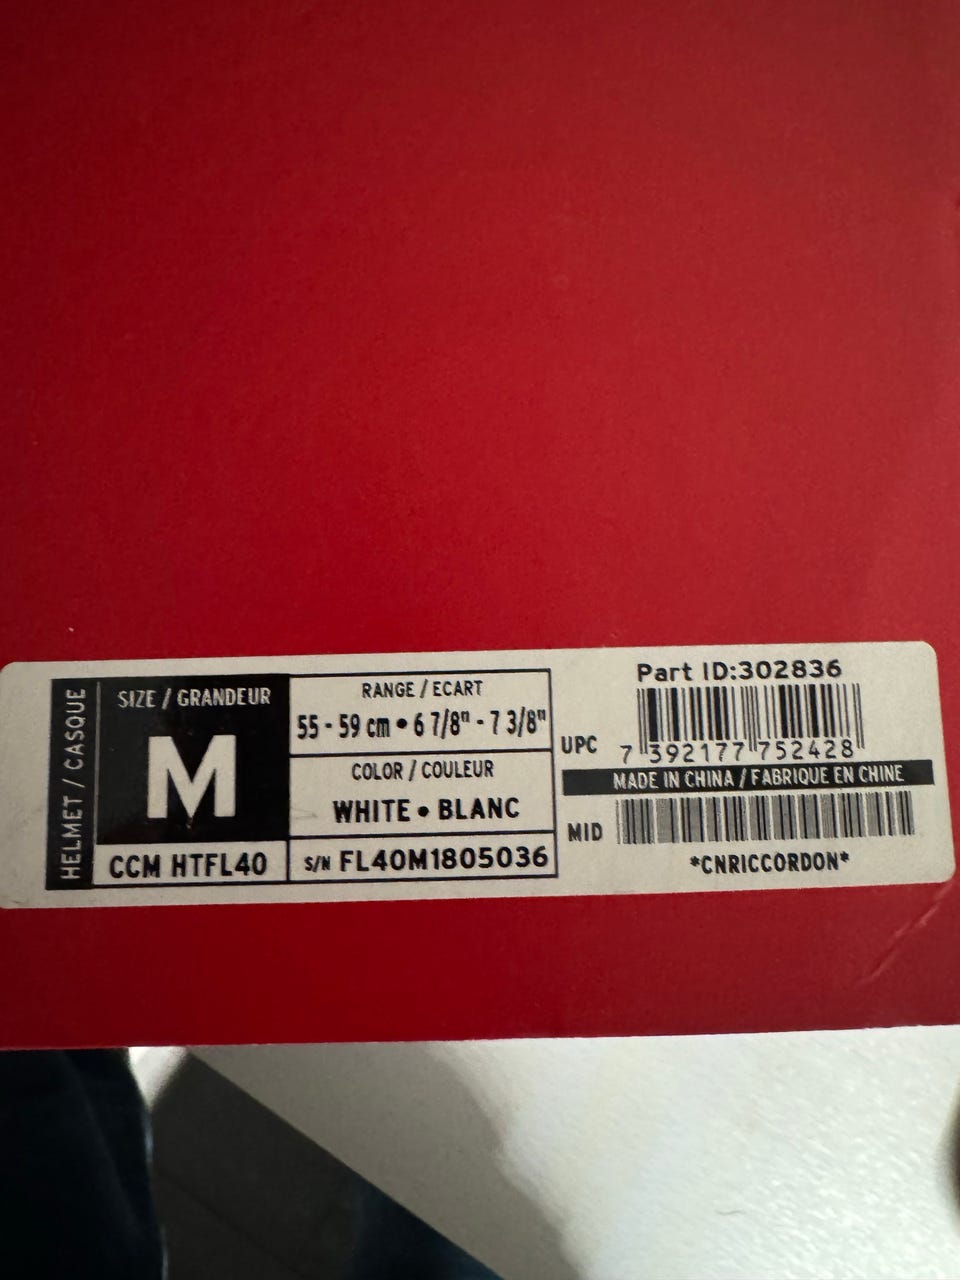 HELMET / CASQUE
SIZE / GRANDEUR
M
CCM HTFL40
RANGE / ECART
55 - 59 cm • 6 7/8" - 7 3/8"
COLOR / COULEUR
WHITE • BLANC
S/N FL40M1805036
Part ID:302836
UPC 7 392177 752428
MADE IN CHINA / FABRIQUE EN CHINE
MID
*CNRICCORDON*